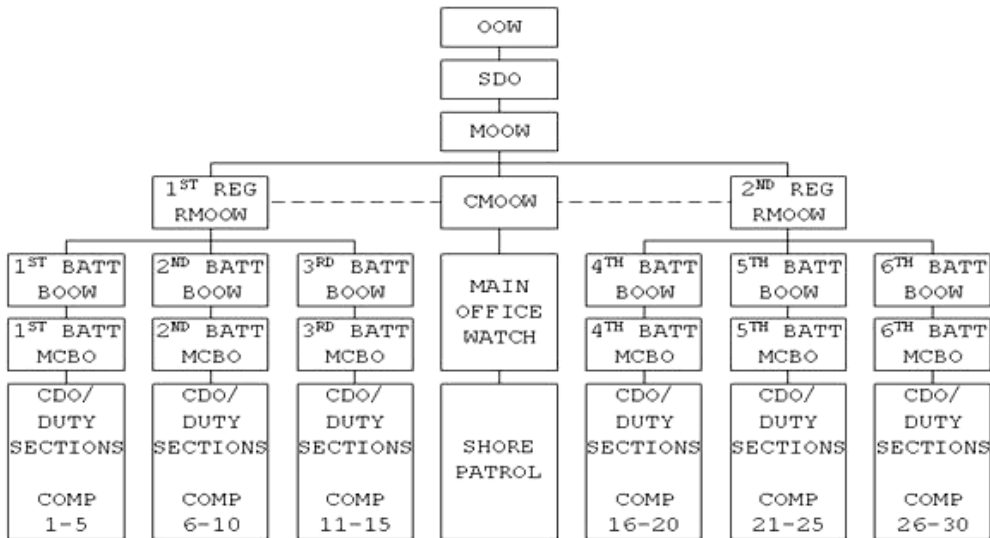 OOW
SDO
MOOW
1ST REG
RMOOW
CMOOW
2ND REG
RMOOW
1ST BATT
BOOW
2ND BATT
BOOW
3RD BATT
BOOW
MAIN
OFFICE
WATCH
4TH BATT
BOOW
5TH BATT
BOOW
6TH BATT
BOOW
1ST BATT
MCBO
2ND BATT
MCBO
3RD BATT
MCBO
4TH BATT
MCBO
5TH BATT
MCBO
6TH BATT
MCBO
CDO/
DUTY
SECTIONS
COMP
1-5
CDO/
DUTY
SECTIONS
COMP
6-10
CDO/
DUTY
SECTIONS
COMP
11-15
SHORE
PATROL
CDO/
DUTY
SECTIONS
COMP
16-20
CDO/
DUTY
SECTIONS
COMP
21-25
CDO/
DUTY
SECTIONS
COMP
26-30